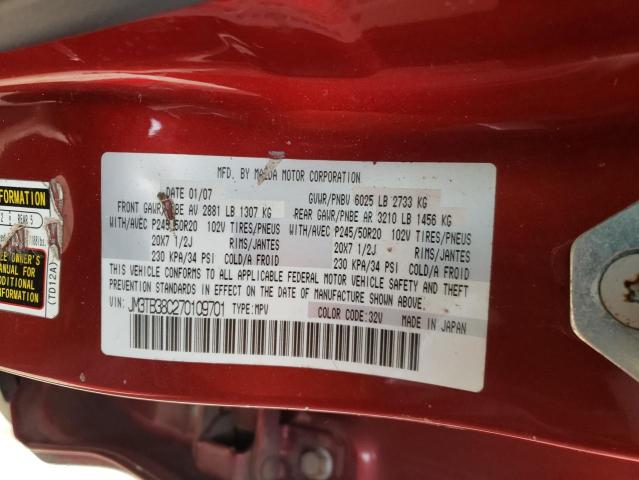 MFD. BY MAZDA MOTOR CORPORATION
DATE 01/07 GVWR/PNBV 6025 LB 2733 KG
FRONT GAWR/PNBE AV 2881 LB 1307 KG REAR GAWR/PNBE AR 3210 LB 1456 KG
WITH/AVEC P245/50R20 102V TIRES/PNEUS WITH/AVEC P245/50R20 102V TIRES/PNEUS
20X7 1/2J RIMS/JANTES 20X7 1/2J RIMS/JANTES
230 KPA/34 PSI COLD/A FROID 230 KPA/34 PSI COLD/A FROID
THIS VEHICLE CONFORMS TO ALL APPLICABLE FEDERAL MOTOR VEHICLE SAFETY AND THEFT
PREVENTION STANDARDS IN EFFECT ON THE DATE OF MANUFACTURE SHOWN ABOVE.
VIN: JM3TB38C270109701 TYPE:MPV COLOR CODE:32V MADE IN JAPAN
FORMATION
REAR 5
OWNER'S
MANUAL FOR
ADDITIONAL
(TD12A)